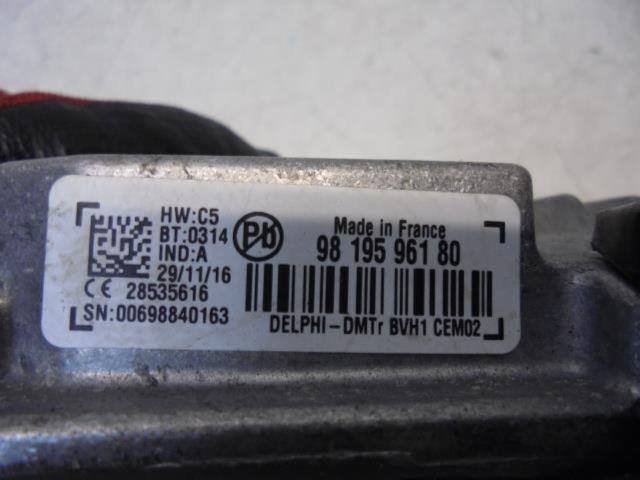 HW:C5
BT:0314
IND:A
29/11/16
28535616
SN:00698840163
Pb
Made in France
98 195 961 80
DELPHI-DMTr BVH1 CEM02
CE